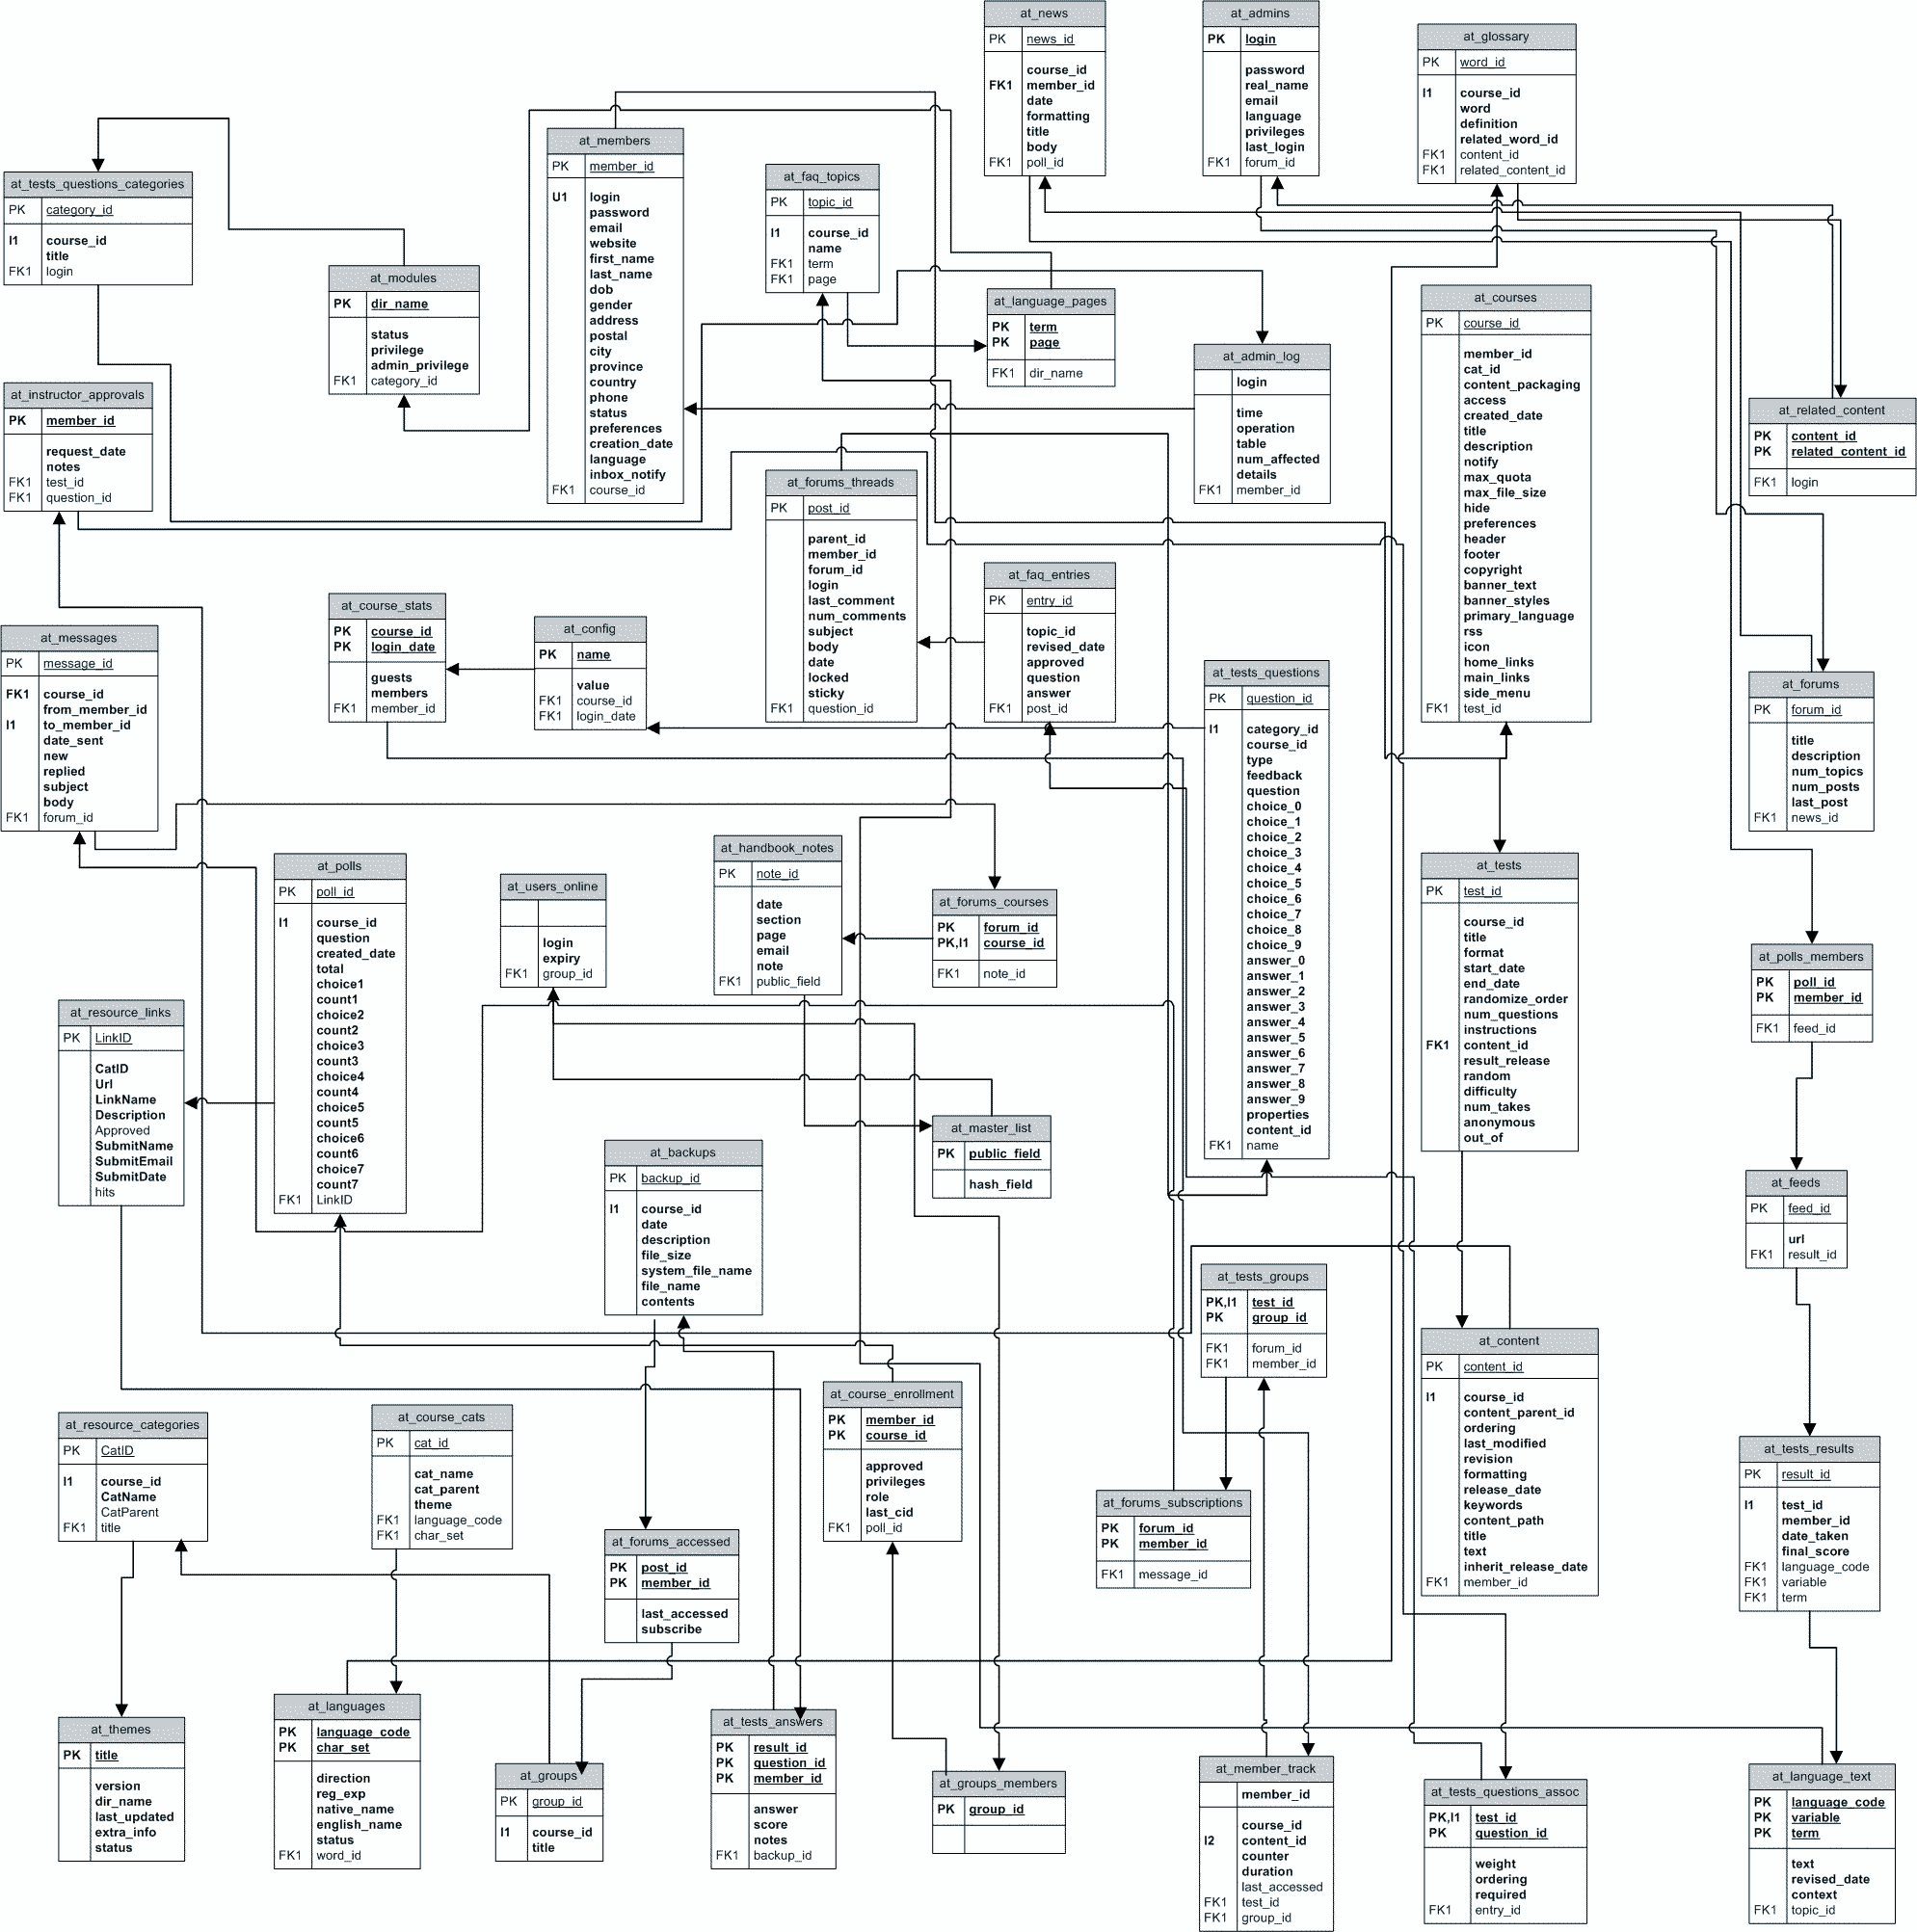 at_news
PK news_id
course_id
FK1 member_id
date
formatting
title
body
FK1 poll_id
at_admins
PK login
password
real_name
email
language
privileges
last_login
FK1 forum_id
at_glossary
PK word_id
I1 course_id
word
definition
related_word_id
FK1 content_id
FK1 related_content_id
at_members
PK member_id
U1 login
password
email
website
first_name
last_name
dob
gender
address
postal
city
province
country
phone
status
preferences
creation_date
language
inbox_notify
FK1 course_id
at_faq_topics
PK topic_id
I1 course_id
name
FK1 term
FK1 page
at_tests_questions_categories
PK category_id
I1 course_id
title
FK1 login
at_modules
PK dir_name
status
privilege
admin_privilege
FK1 category_id
at_language_pages
PK term
PK page
FK1 dir_name
at_courses
PK course_id
member_id
cat_id
content_packaging
access
created_date
title
description
notify
max_quota
max_file_size
hide
preferences
header
footer
copyright
banner_text
banner_styles
primary_language
rss
icon
home_links
main_links
side_menu
FK1 test_id
at_admin_log
login
time
operation
table
num_affected
details
FK1 member_id
at_instructor_approvals
PK member_id
request_date
notes
FK1 test_id
FK1 question_id
at_related_content
PK content_id
PK related_content_id
FK1 login
at_forums_threads
PK post_id
parent_id
member_id
forum_id
login
last_comment
num_comments
subject
body
date
locked
sticky
FK1 question_id
at_faq_entries
PK entry_id
topic_id
revised_date
approved
question
answer
FK1 post_id
at_course_stats
PK course_id
PK login_date
guests
members
FK1 member_id
at_config
PK name
value
FK1 course_id
FK1 login_date
at_messages
PK message_id
FK1 course_id
from_member_id
I1 to_member_id
date_sent
new
replied
subject
body
FK1 forum_id
at_tests_questions
PK question_id
I1 category_id
course_id
type
feedback
question
choice_0
choice_1
choice_2
choice_3
choice_4
choice_5
choice_6
choice_7
choice_8
choice_9
answer_0
answer_1
answer_2
answer_3
answer_4
answer_5
answer_6
answer_7
answer_8
answer_9
properties
content_id
FK1 name
at_forums
PK forum_id
title
description
num_topics
num_posts
last_post
FK1 news_id
at_polls
PK poll_id
I1 course_id
question
created_date
total
choice1
count1
choice2
count2
choice3
count3
choice4
count4
choice5
count5
choice6
count6
choice7
count7
FK1 LinkID
at_users_online
login
expiry
FK1 group_id
at_handbook_notes
PK note_id
date
section
page
email
note
FK1 public_field
at_forums_courses
PK forum_id
PK,I1 course_id
FK1 note_id
at_tests
PK test_id
course_id
title
format
start_date
end_date
randomize_order
num_questions
instructions
FK1 content_id
result_release
random
difficulty
num_takes
anonymous
out_of
at_polls_members
PK poll_id
PK member_id
FK1 feed_id
at_resource_links
PK LinkID
CatID
Url
LinkName
Description
Approved
SubmitName
SubmitEmail
SubmitDate
hits
at_master_list
PK public_field
hash_field
at_backups
PK backup_id
I1 course_id
date
description
file_size
system_file_name
file_name
contents
at_feeds
PK feed_id
url
FK1 result_id
at_tests_groups
PK,I1 test_id
PK group_id
FK1 forum_id
FK1 member_id
at_content
PK content_id
I1 course_id
content_parent_id
ordering
last_modified
revision
formatting
release_date
keywords
content_path
title
text
inherit_release_date
FK1 member_id
at_course_enrollment
PK member_id
PK course_id
approved
privileges
role
last_cid
FK1 poll_id
at_resource_categories
PK CatID
I1 course_id
CatName
CatParent
FK1 title
at_course_cats
PK cat_id
cat_name
cat_parent
theme
FK1 language_code
FK1 char_set
at_tests_results
PK result_id
I1 test_id
member_id
date_taken
final_score
FK1 language_code
FK1 variable
FK1 term
at_forums_subscriptions
PK forum_id
PK member_id
FK1 message_id
at_forums_accessed
PK post_id
PK member_id
last_accessed
subscribe
at_themes
PK title
version
dir_name
last_updated
extra_info
status
at_languages
PK language_code
PK char_set
direction
reg_exp
native_name
english_name
status
FK1 word_id
at_groups
PK group_id
I1 course_id
title
at_tests_answers
PK result_id
PK question_id
PK member_id
answer
score
notes
FK1 backup_id
at_groups_members
PK group_id
at_member_track
member_id
course_id
I2 content_id
counter
duration
last_accessed
FK1 test_id
FK1 group_id
at_tests_questions_assoc
PK,I1 test_id
PK question_id
weight
ordering
required
FK1 entry_id
at_language_text
PK language_code
PK variable
PK term
text
revised_date
context
FK1 topic_id